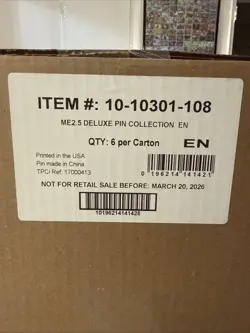 ITEM #: 10-10301-108
ME2.5 DELUXE PIN COLLECTION EN
QTY: 6 per Carton
EN
Printed in the USA
Pin made in China
TPCi Ref: 17000413
0 196214 141421
NOT FOR RETAIL SALE BEFORE: MARCH 20, 2026
10196214141428